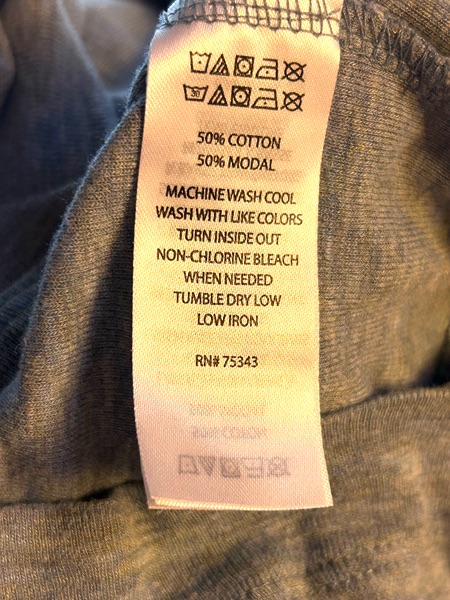 50% COTTON
50% MODAL
MACHINE WASH COOL
WASH WITH LIKE COLORS
TURN INSIDE OUT
NON-CHLORINE BLEACH
WHEN NEEDED
TUMBLE DRY LOW
LOW IRON
RN# 75343